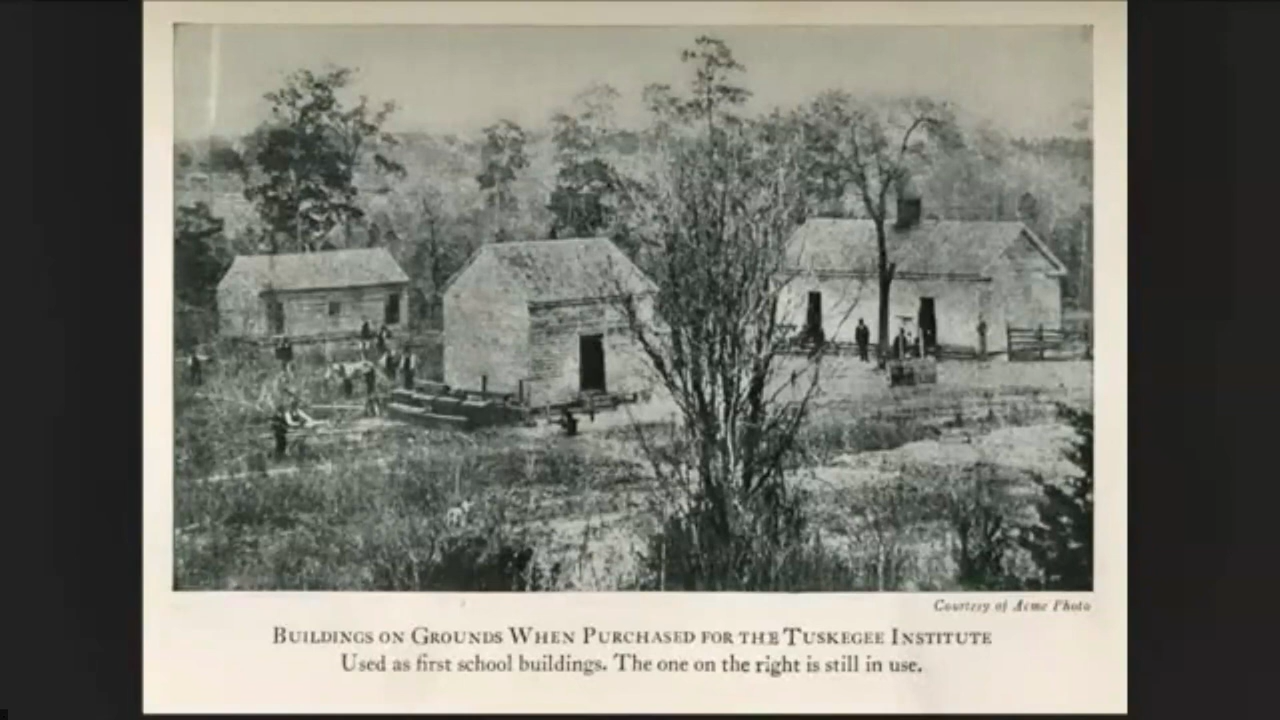 Courtesy of Acme Photo
BUILDINGS ON GROUNDS WHEN PURCHASED FOR THE TUSKEGEE INSTITUTE
Used as first school buildings. The one on the right is still in use.